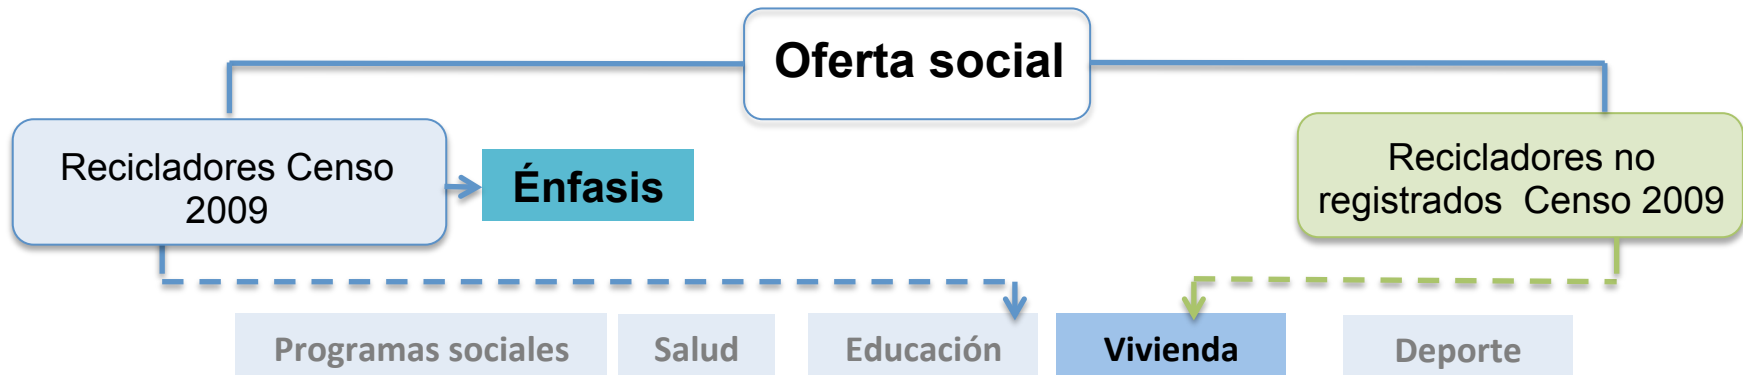 Oferta social
Recicladores Censo
2009
Énfasis
Recicladores no
registrados Censo 2009
Programas sociales
Salud
Educación
Vivienda
Deporte